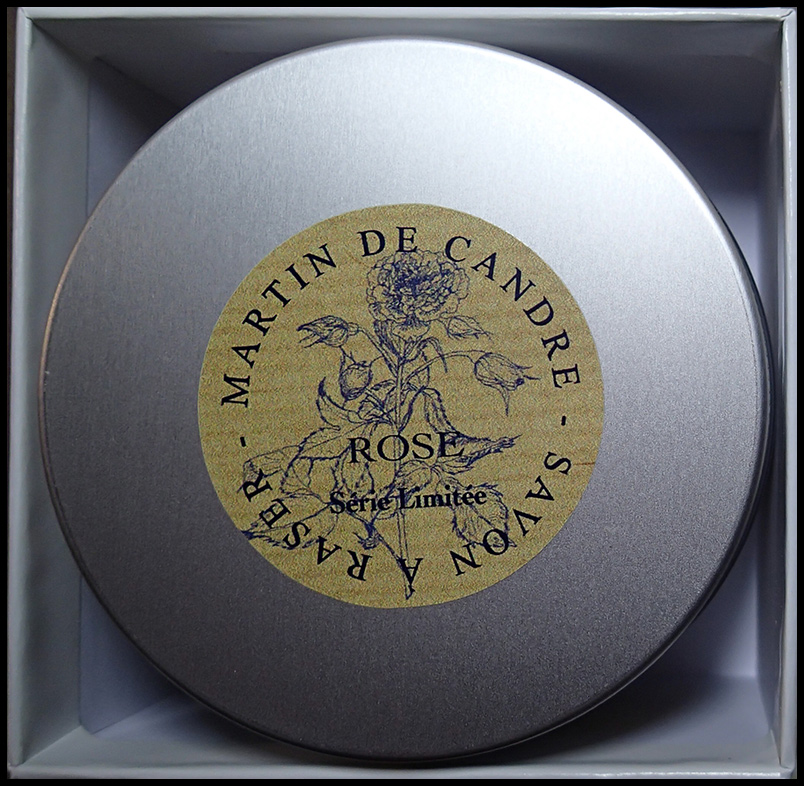 MARTIN DE CANDRE - SAVON A RASER -
ROSE
Série Limitée